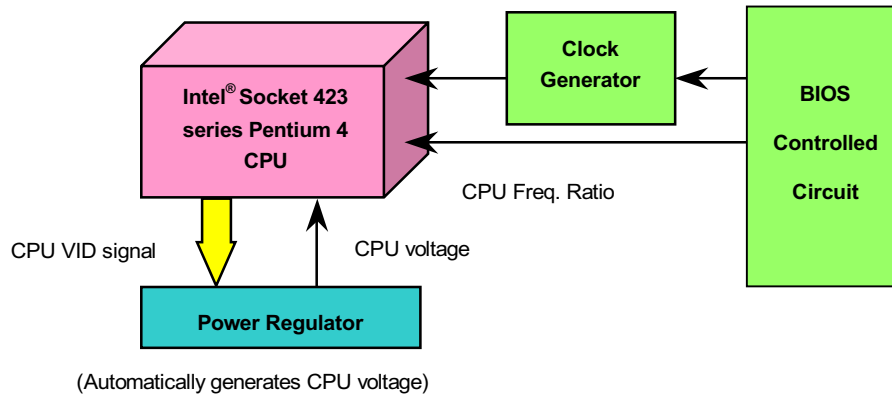 Intel® Socket 423
series Pentium 4
CPU
Clock
Generator
BIOS
Controlled
Circuit
CPU Freq. Ratio
CPU VID signal
CPU voltage
Power Regulator
(Automatically generates CPU voltage)